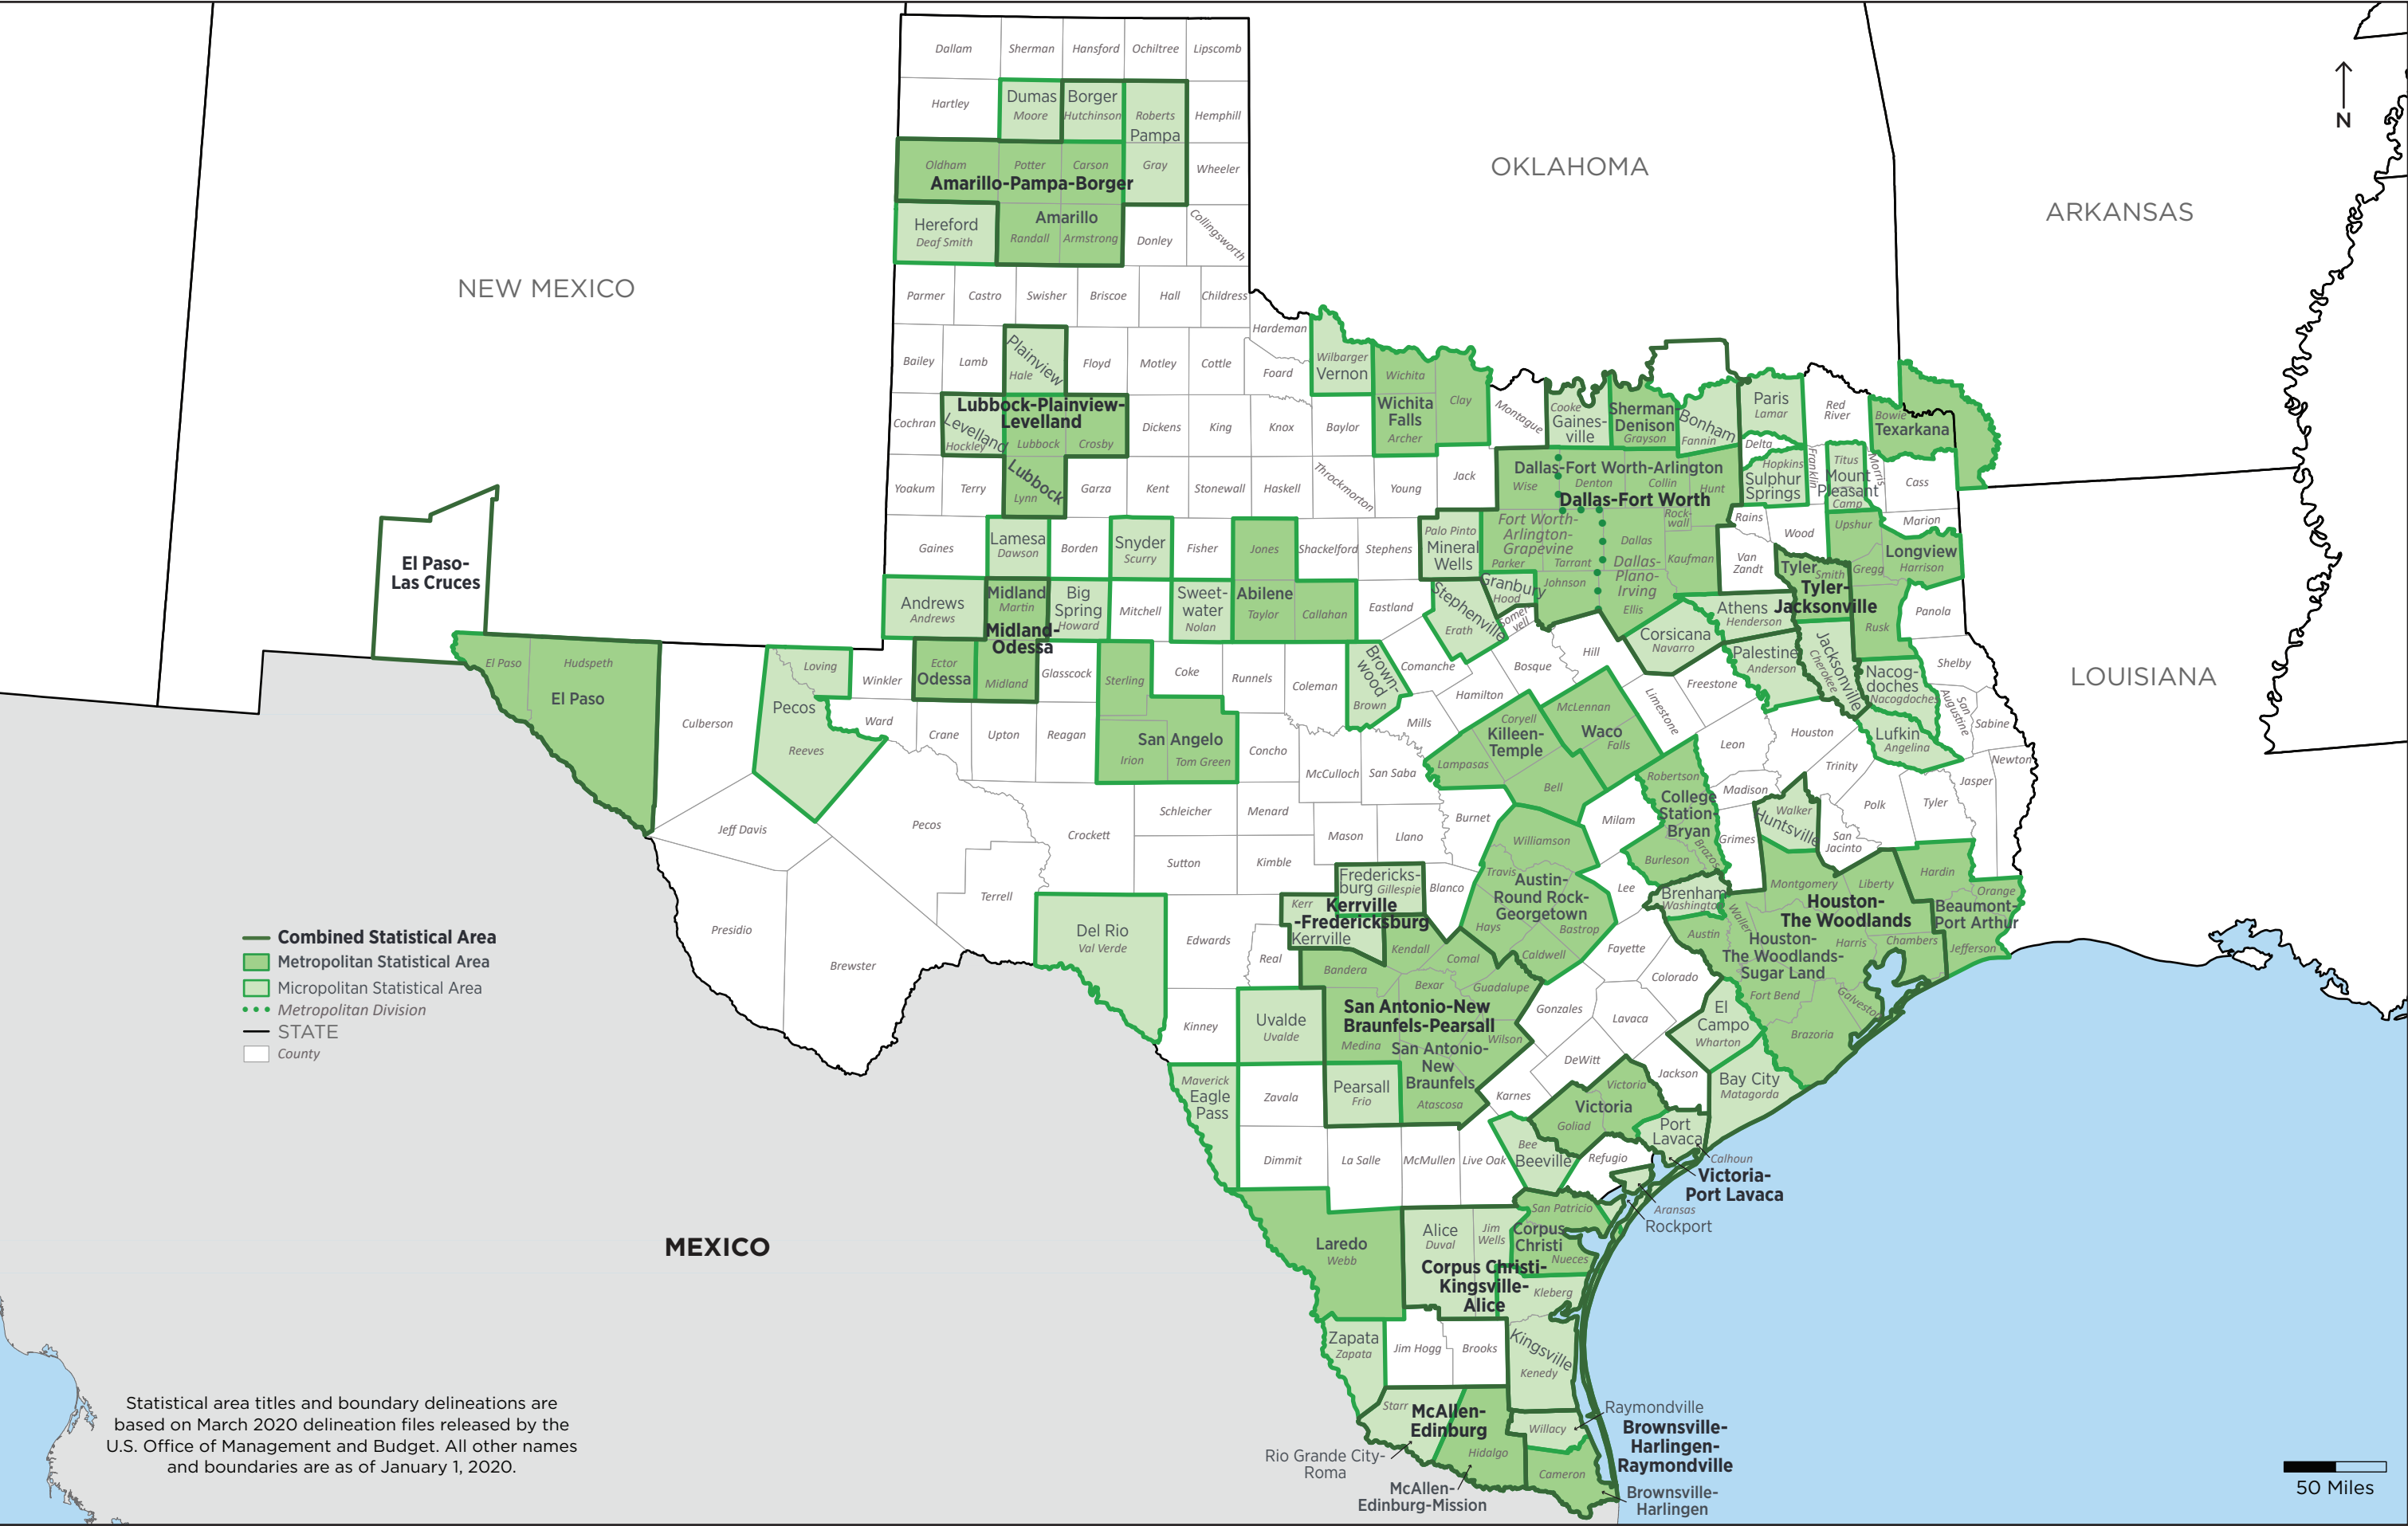 Dallam
Sherman
Hansford
Ochiltree
Lipscomb
Hartley
Dumas
Moore
Borger
Hutchinson
Roberts
Pampa
Gray
Hemphill
Oldham
Potter
Carson
Wheeler
Amarillo-Pampa-Borger
Hereford
Deaf Smith
Amarillo
Randall
Armstrong
Donley
Collingsworth
N
OKLAHOMA
ARKANSAS
NEW MEXICO
Parmer
Castro
Swisher
Briscoe
Hall
Childress
Hardeman
Bailey
Lamb
Plainview
Hale
Floyd
Motley
Cottle
Foard
Wilbarger
Vernon
Wichita
Clay
Wichita
Falls
Archer
Montague
Cooke
Gaines-
ville
Sherman-
Denison
Grayson
Bonham
Fannin
Paris
Lamar
Red
River
Bowie
Texarkana
Cochran
Lubbock-Plainview-
Levelland
Levelland
Hockley
Lubbock
Crosby
Dickens
King
Knox
Baylor
Delta
Hopkins
Sulphur
Springs
Franklin
Titus
Mount
Pleasant
Camp
Morris
Cass
Yoakum
Terry
Lubbock
Lynn
Garza
Kent
Stonewall
Haskell
Throckmorton
Young
Jack
Dallas-Fort Worth-Arlington
Wise
Denton
Collin
Hunt
Dallas-Fort Worth
Fort Worth-
Arlington-
Grapevine
Parker
Tarrant
Rock-
wall
Dallas
Kaufman
Dallas-
Plano-
Irving
Johnson
Ellis
Rains
Wood
Van
Zandt
Upshur
Marion
Longview
Harrison
Gregg
Rusk
Panola
Gaines
Lamesa
Dawson
Borden
Snyder
Scurry
Fisher
Jones
Shackelford
Stephens
Palo Pinto
Mineral
Wells
Granbury
Hood
Somer
vell
Stephenville
Erath
Tyler
Smith
Tyler-
Jacksonville
Athens
Henderson
Corsicana
Navarro
Palestine
Anderson
Jacksonville
Cherokee
Nacog-
doches
Nacogdoches
Shelby
San
Augustine
Sabine
Lufkin
Angelina
LOUISIANA
Andrews
Andrews
Midland
Martin
Midland-
Odessa
Big
Spring
Howard
Mitchell
Sweet-
water
Nolan
Abilene
Taylor
Callahan
Eastland
Comanche
Bosque
Hill
El Paso-
Las Cruces
El Paso
Hudspeth
El Paso
Culberson
Loving
Pecos
Reeves
Winkler
Ward
Ector
Odessa
Midland
Glasscock
Sterling
Coke
Runnels
Coleman
Brown-
wood
Brown
Mills
Hamilton
Limestone
Freestone
Crane
Upton
Reagan
San Angelo
Irion
Tom Green
Concho
McCulloch
San Saba
Coryell
Killeen-
Temple
Lampasas
Bell
McLennan
Waco
Falls
Robertson
College
Station-
Bryan
Brazos
Burleson
Leon
Madison
Houston
Trinity
Walker
Huntsville
Grimes
San
Jacinto
Polk
Tyler
Jasper
Newton
Jeff Davis
Pecos
Crockett
Schleicher
Menard
Mason
Llano
Burnet
Milam
Williamson
Travis
Austin-
Round Rock-
Georgetown
Hays
Bastrop
Caldwell
Sutton
Kimble
Fredericks-
burg
Gillespie
Blanco
Lee
Brenham
Washington
Waller
Montgomery
Liberty
Hardin
Orange
Beaumont-
Port Arthur
Jefferson
Houston-
The Woodlands
Houston-
The Woodlands-
Sugar Land
Harris
Chambers
Austin
Fort Bend
Galveston
Brazoria
Presidio
Brewster
Terrell
Del Rio
Val Verde
Edwards
Real
Kerr
Kerrville
-Fredericksburg
Kerrville
Kendall
Bandera
Comal
Bexar
Guadalupe
San Antonio-New
Braunfels-Pearsall
Medina
San Antonio-
New
Braunfels
Wilson
Atascosa
Fayette
Colorado
Gonzales
Lavaca
DeWitt
El
Campo
Wharton
Jackson
Bay City
Matagorda
Kinney
Uvalde
Uvalde
Maverick
Eagle
Pass
Zavala
Pearsall
Frio
Karnes
Victoria
Victoria
Goliad
Port
Lavaca
Calhoun
Victoria-
Port Lavaca
Dimmit
La Salle
McMullen
Live Oak
Bee
Beeville
Refugio
Aransas
Rockport
San Patricio
Corpus
Christi
Nueces
Laredo
Webb
Alice
Duval
Jim
Wells
Corpus Christi-
Kingsville-
Alice
Kleberg
Zapata
Zapata
Jim Hogg
Brooks
Kingsville
Kenedy
Starr
McAllen-
Edinburg
Hidalgo
Willacy
Raymondville
Brownsville-
Harlingen-
Raymondville
Cameron
Rio Grande City-
Roma
McAllen-
Edinburg-Mission
Brownsville-
Harlingen
MEXICO
Combined Statistical Area
Metropolitan Statistical Area
Micropolitan Statistical Area
Metropolitan Division
STATE
County
Statistical area titles and boundary delineations are
based on March 2020 delineation files released by the
U.S. Office of Management and Budget. All other names
and boundaries are as of January 1, 2020.
50 Miles